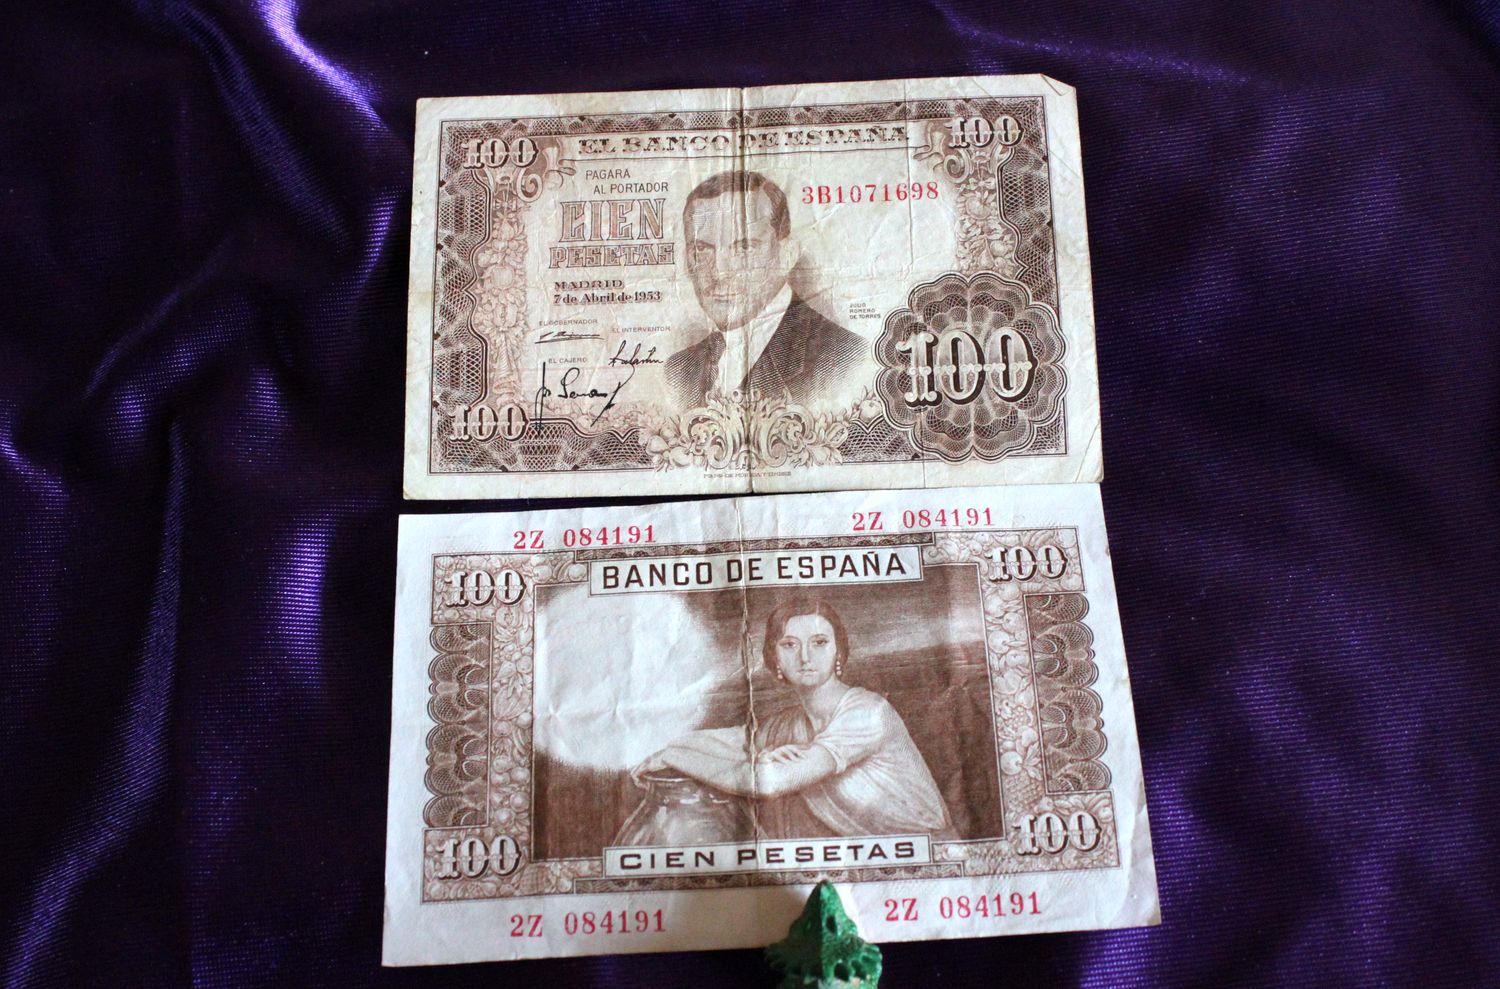 100
EL BANCO DE ESPAÑA
100
PAGARA
AL PORTADOR
3B1071698
CIEN
PESETAS
MADRID
7 de Abril de 1953
EL GOBERNADOR
EL INTERVENTOR
JULIO
ROMERO
DE TORRES
EL CAJERO
100
100
2Z 084191
2Z 084191
100
BANCO DE ESPAÑA
100
100
CIEN PESETAS
100
2Z 084191
2Z 084191